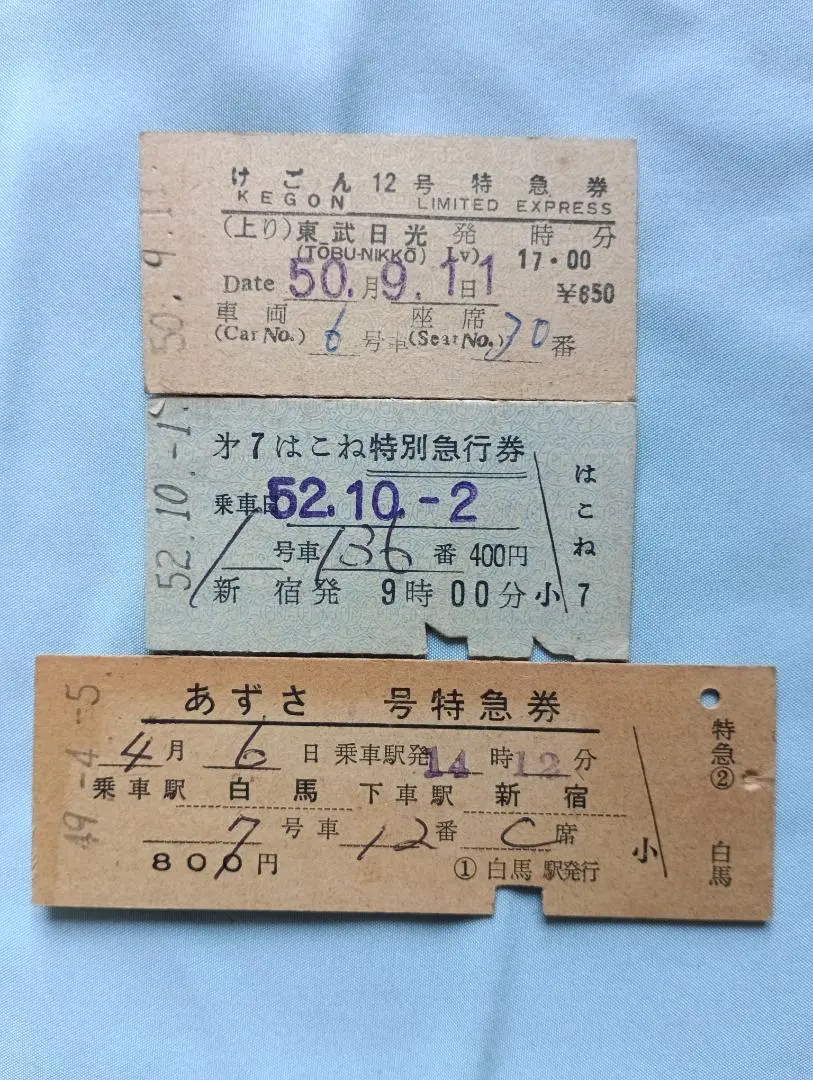 けごん 12号 特急券
KEGON LIMITED EXPRESS
(上り) 東武日光 発 時 分
(TŌBU-NIKKŌ) Lv) 17・00
Date 50.月9.1日1
¥650
車両 6 号車 座席 30 番
(Car No.) (Seat No.)
50.9.1
才7はこね特別急行券
乗車日 52.10.-2
1 号車 136 番 400円
新宿発 9時00分 小
はこね 7
52.10.-1
あずさ 号特急券
4月 6日 乗車駅発 14時12分
乗車駅 白馬 下車駅 新宿
7 号車 12番 C席
800円 ① 白馬駅発行
小
特急② 白馬
49-4-5